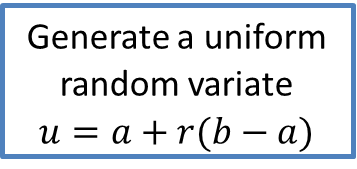 Generate a uniform
random variate
u = a + r(b − a)